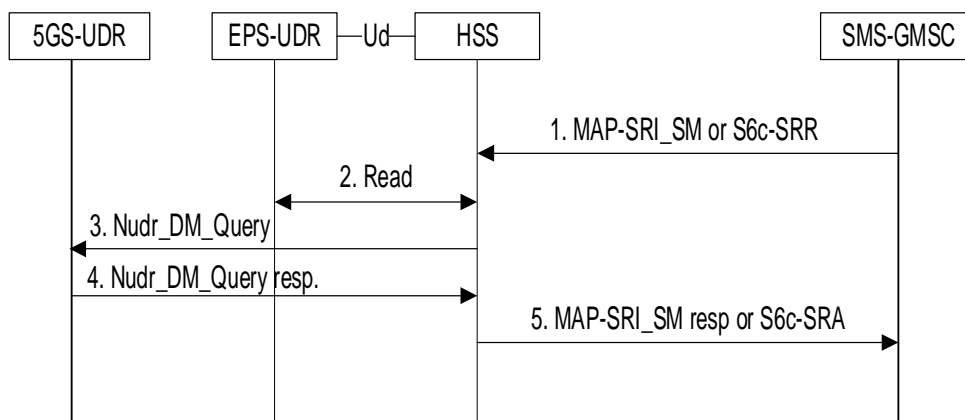 5GS-UDR
EPS-UDR
Ud
HSS
SMS-GMSC
1. MAP-SRI_SM or S6c-SRR
2. Read
3. Nudr_DM_Query
4. Nudr_DM_Query resp.
5. MAP-SRI_SM resp or S6c-SRA